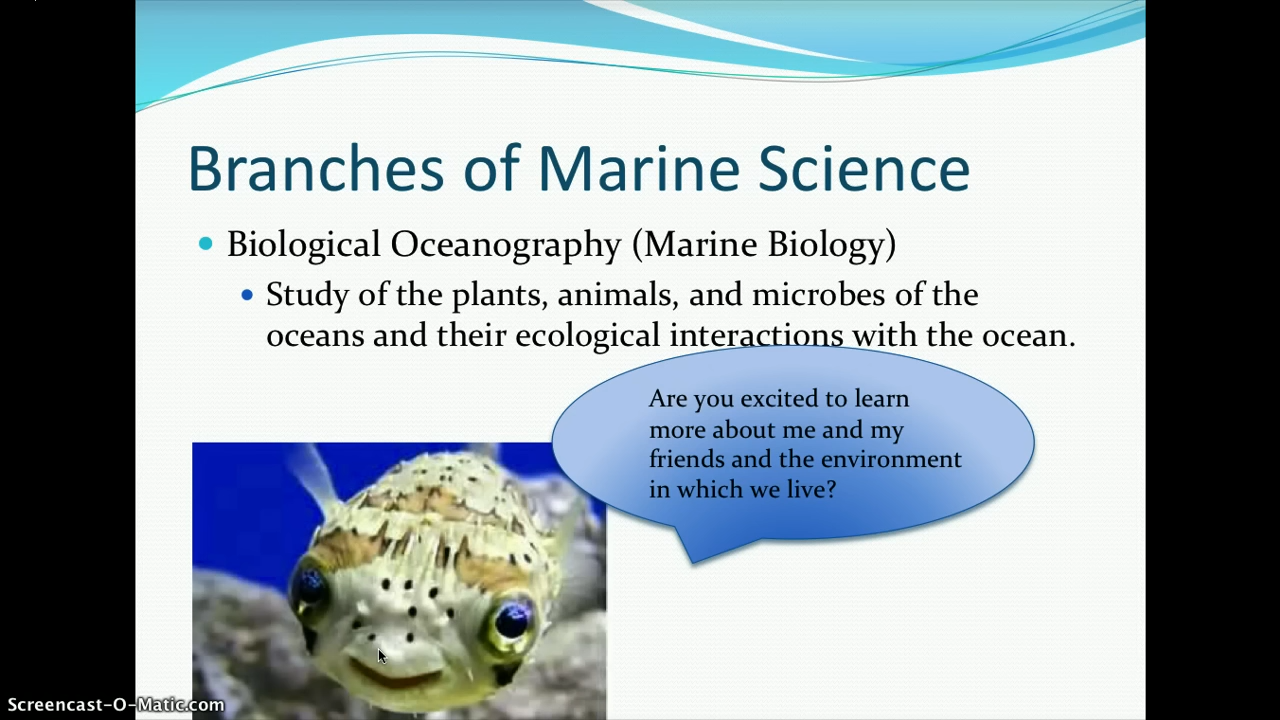 Branches of Marine Science
Biological Oceanography (Marine Biology)
Study of the plants, animals, and microbes of the
oceans and their ecological interactions with the ocean.
Are you excited to learn
more about me and my
friends and the environment
in which we live?
Screencast-O-Matic.com